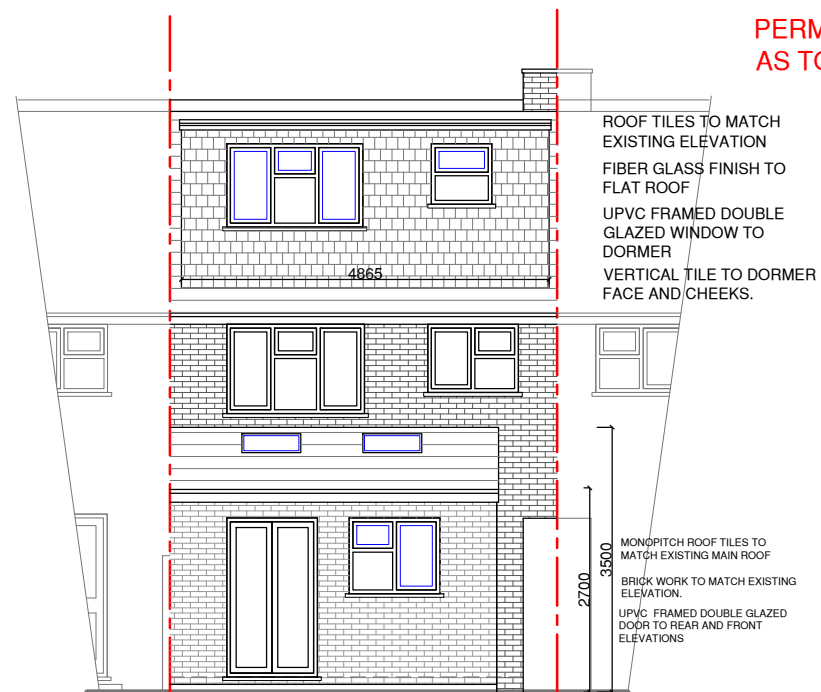 PERM
AS TO
ROOF TILES TO MATCH
EXISTING ELEVATION
FIBER GLASS FINISH TO
FLAT ROOF
UPVC FRAMED DOUBLE
GLAZED WINDOW TO
DORMER
VERTICAL TILE TO DORMER
FACE AND CHEEKS.
4865
3500
2700
MONOPITCH ROOF TILES TO
MATCH EXISTING MAIN ROOF
BRICK WORK TO MATCH EXISTING
ELEVATION.
UPVC FRAMED DOUBLE GLAZED
DOOR TO REAR AND FRONT
ELEVATIONS